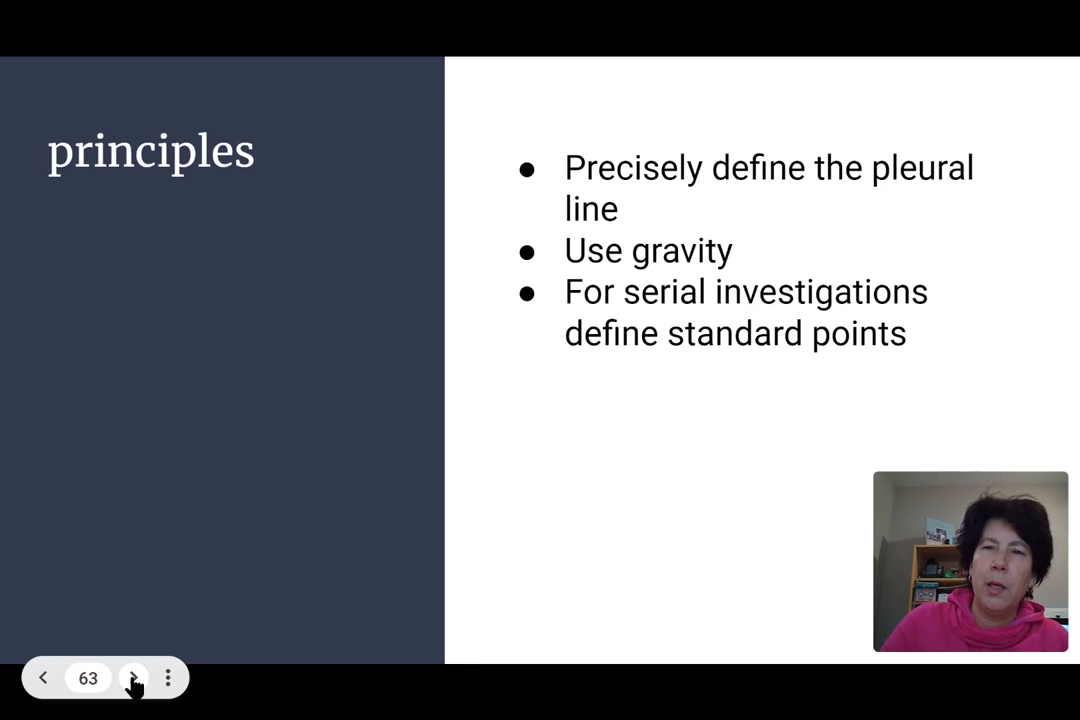 principles
● Precisely define the pleural
line
● Use gravity
● For serial investigations
define standard points
63